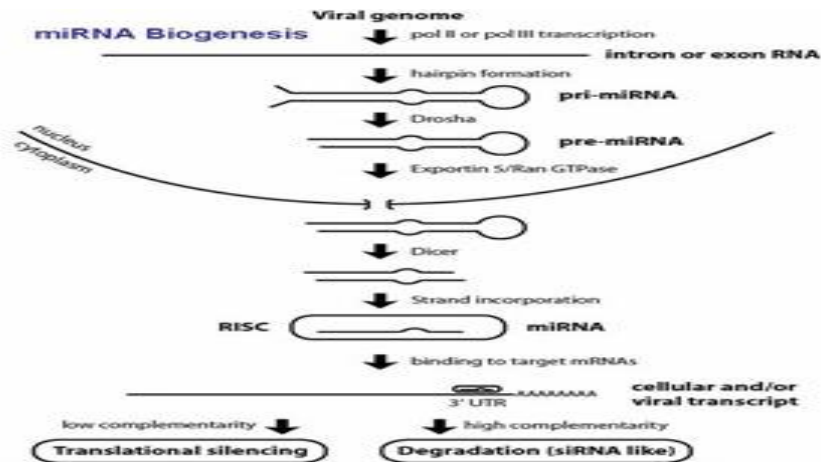 Viral genome
miRNA Biogenesis
pol II or pol III transcription
intron or exon RNA
hairpin formation
pri-miRNA
Drosha
pre-miRNA
nucleus
cytoplasm
Exportin 5/Ran GTPase
Dicer
Strand incorporation
RISC
miRNA
binding to target mRNAs
3' UTR
cellular and/or
viral transcript
low complementarity
high complementarity
Translational silencing
Degradation (siRNA like)